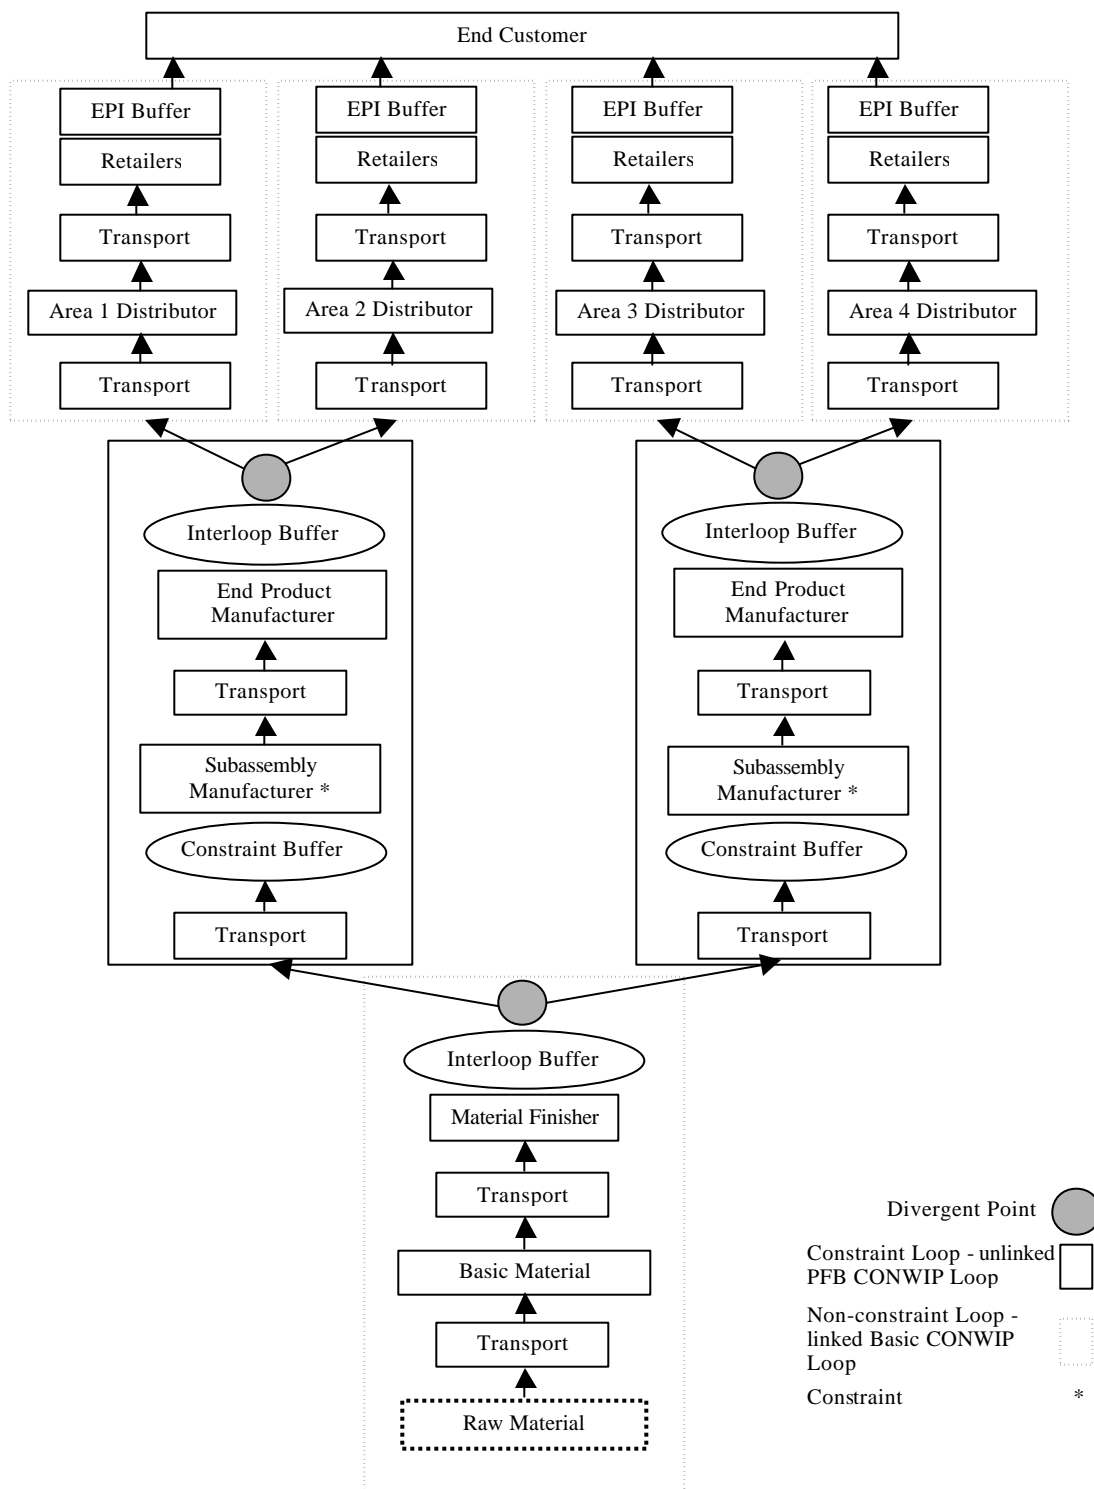 End Customer
EPI Buffer
EPI Buffer
EPI Buffer
EPI Buffer
Retailers
Retailers
Retailers
Retailers
Transport
Transport
Transport
Transport
Area 1 Distributor
Area 2 Distributor
Area 3 Distributor
Area 4 Distributor
Transport
Transport
Transport
Transport
Interloop Buffer
Interloop Buffer
End Product
Manufacturer
End Product
Manufacturer
Transport
Transport
Subassembly
Manufacturer *
Subassembly
Manufacturer *
Constraint Buffer
Constraint Buffer
Transport
Transport
Interloop Buffer
Material Finisher
Transport
Basic Material
Transport
Raw Material
Divergent Point
Constraint Loop - unlinked
PFB CONWIP Loop
Non-constraint Loop -
linked Basic CONWIP
Loop
Constraint *